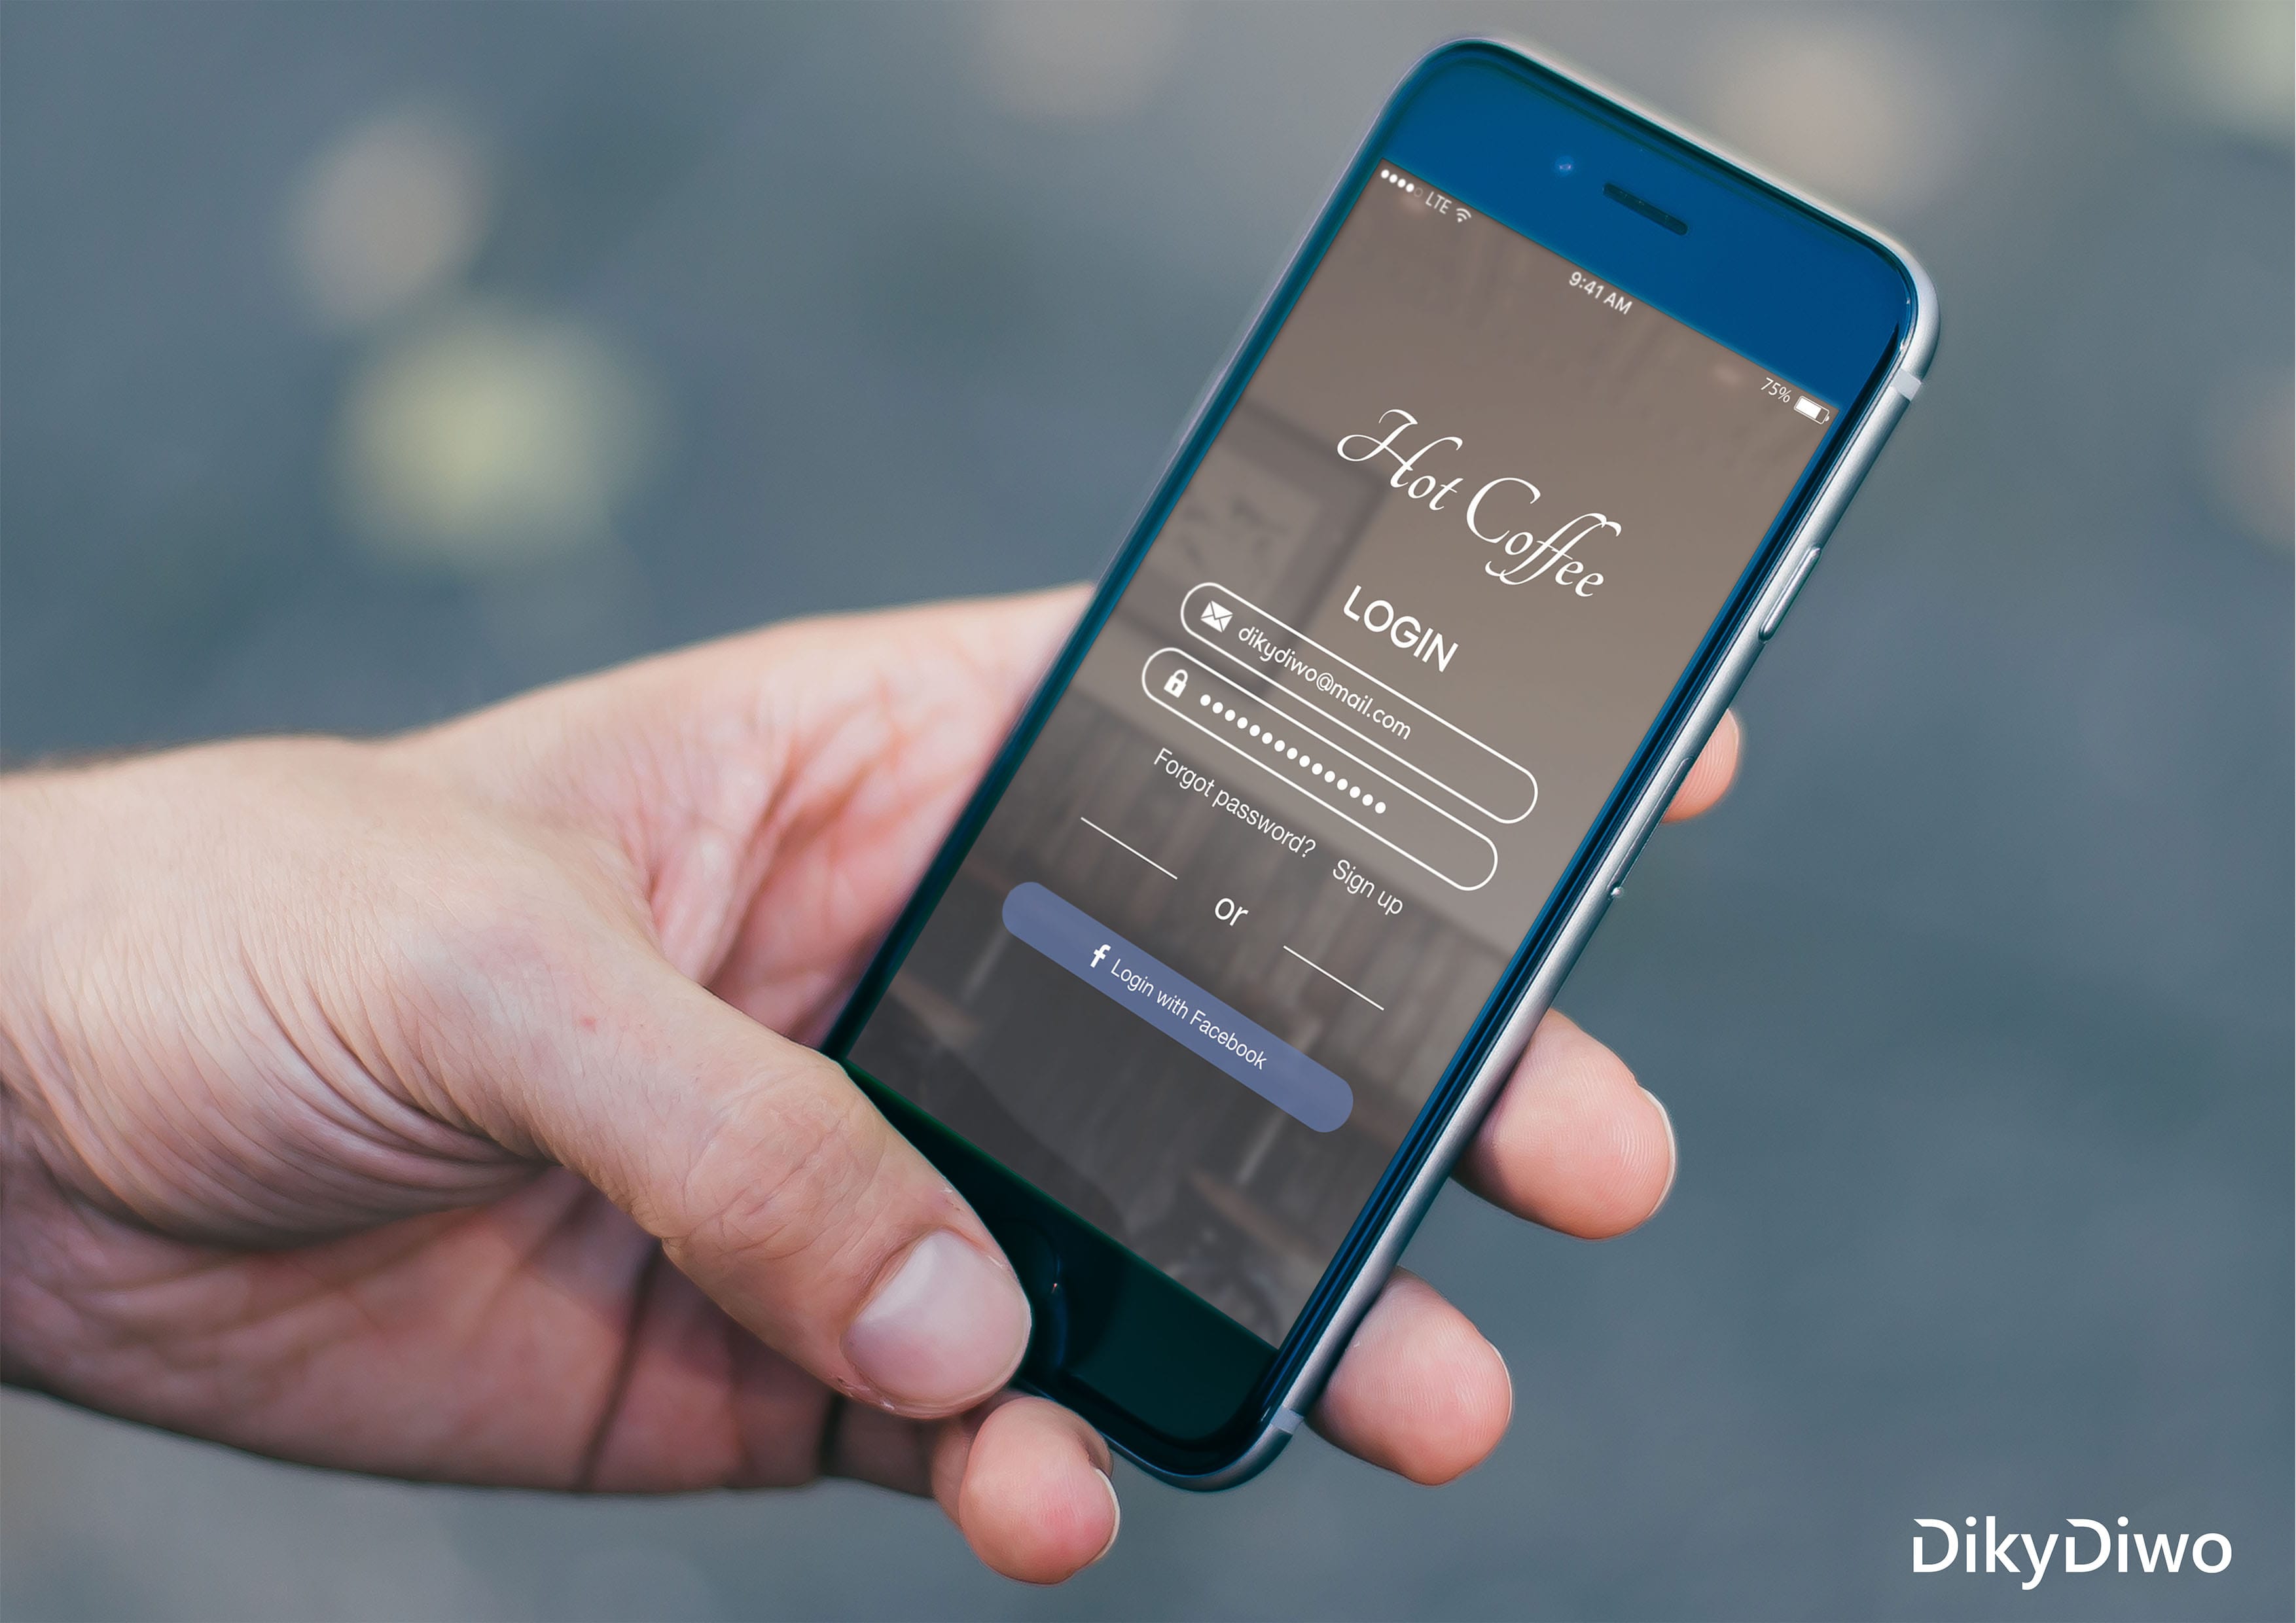 LTE
9:41 AM
75%
Hot Coffee
LOGIN
dikydiwo@mail.com
••••••••••••••••
Forgot password? Sign up
or
f Login with Facebook
DikyDiwo